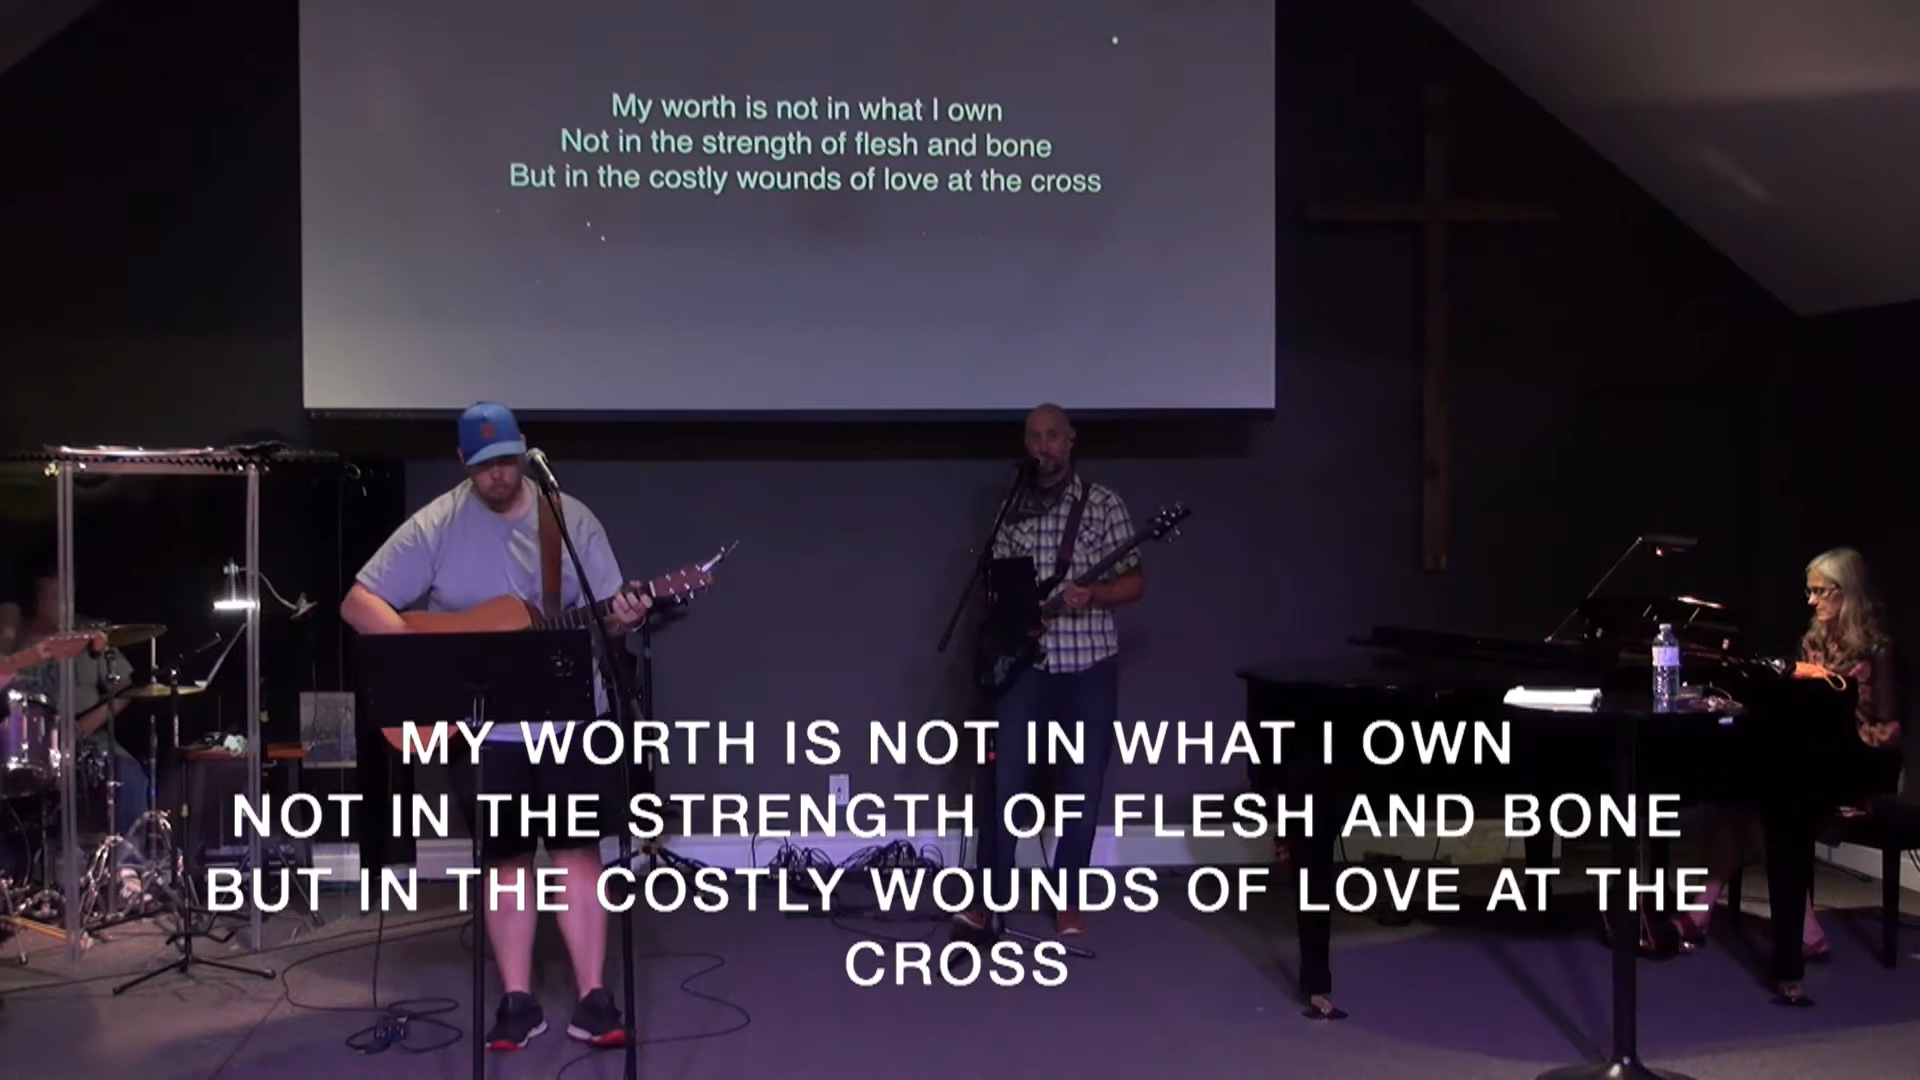 My worth is not in what I own
Not in the strength of flesh and bone
But in the costly wounds of love at the cross
MY WORTH IS NOT IN WHAT I OWN
NOT IN THE STRENGTH OF FLESH AND BONE
BUT IN THE COSTLY WOUNDS OF LOVE AT THE
CROSS